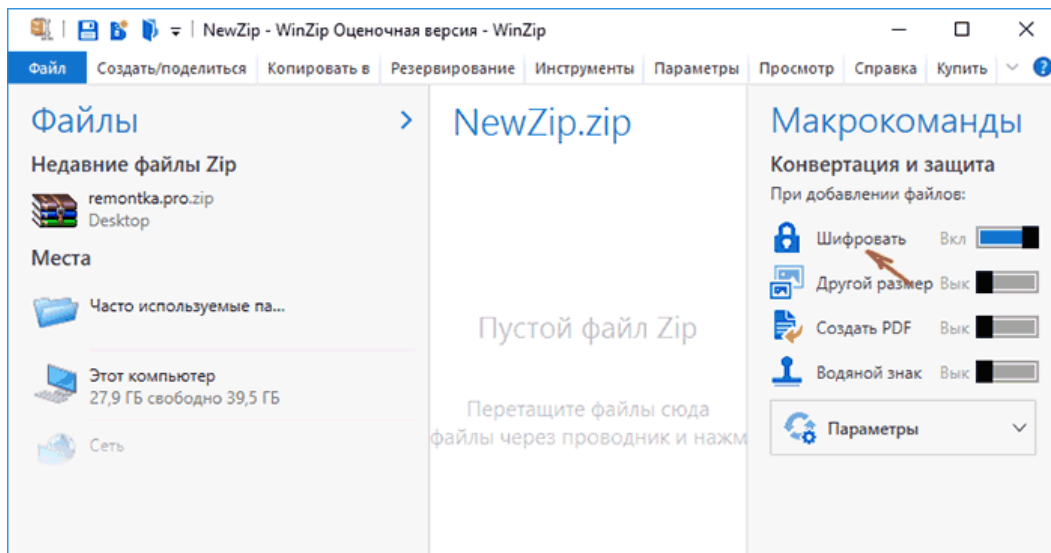 NewZip - WinZip Оценочная версия - WinZip
Файл Создать/поделиться Копировать в Резервирование Инструменты Параметры Просмотр Справка Купить ?
Файлы
Недавние файлы Zip
remontka.pro.zip
Desktop
Места
Часто используемые па...
Этот компьютер
27,9 ГБ свободно 39,5 ГБ
Сеть
NewZip.zip
Пустой файл Zip
Перетащите файлы сюда
файлы через проводник и нажм
Макрокоманды
Конвертация и защита
При добавлении файлов:
Шифровать Вкл
Другой размер Вык
Создать PDF Вык
Водяной знак Вык
Параметры